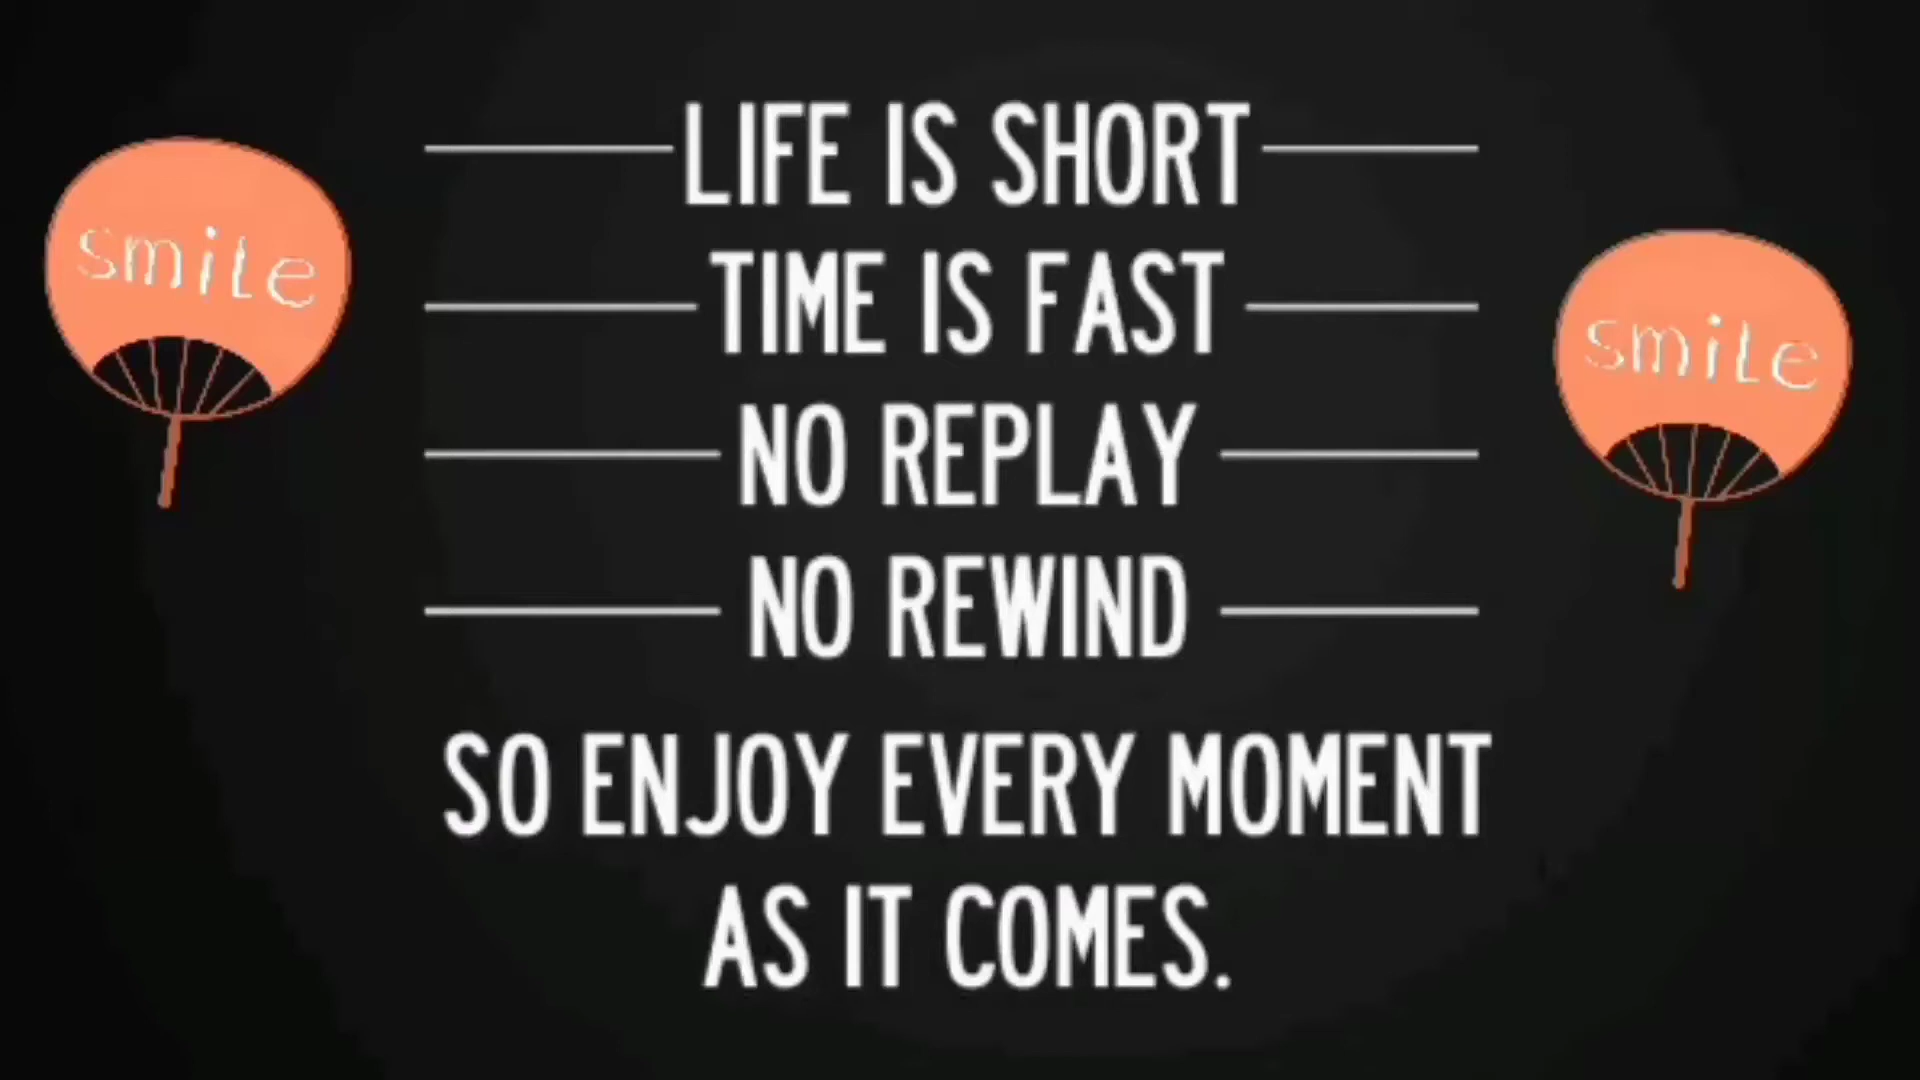 LIFE IS SHORT
TIME IS FAST
NO REPLAY
NO REWIND
SO ENJOY EVERY MOMENT
AS IT COMES.
smile
smile